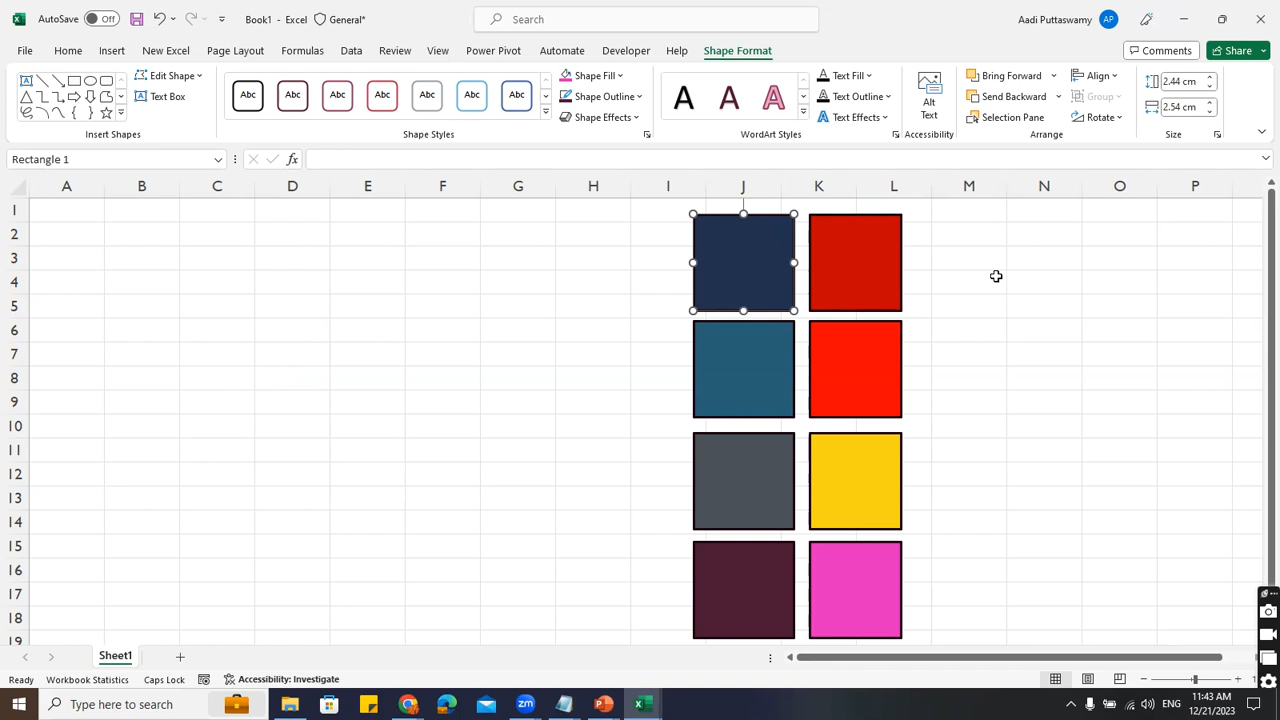 AutoSave Off Book1 - Excel General* Search Aadi Puttaswamy AP
File Home Insert New Excel Page Layout Formulas Data Review View Power Pivot Automate Developer Help Shape Format Comments Share
Edit Shape
Text Box
Insert Shapes
Abc Abc Abc Abc Abc Abc Abc
Shape Styles
Shape Fill
Shape Outline
Shape Effects
A A A
WordArt Styles
Text Fill
Text Outline
Text Effects
Alt
Text
Accessibility
Bring Forward
Send Backward
Selection Pane
Align
Group
Rotate
Arrange
2.44 cm
2.54 cm
Size
Rectangle 1 fx
A B C D E F G H I J K L M N O P
1
2
3
4
5
6
7
8
9
10
11
12
13
14
15
16
17
18
19
Sheet1
Ready Workbook Statistics Caps Lock Accessibility: Investigate
Type here to search zm ENG 11:43 AM
12/21/2023